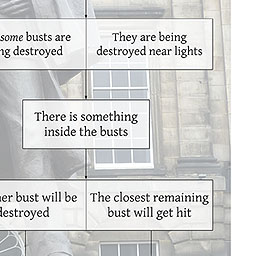 some busts are
destroyed
They are being
destroyed near lights
There is something
inside the busts
bust will be
destroyed
The closest remaining
bust will get hit